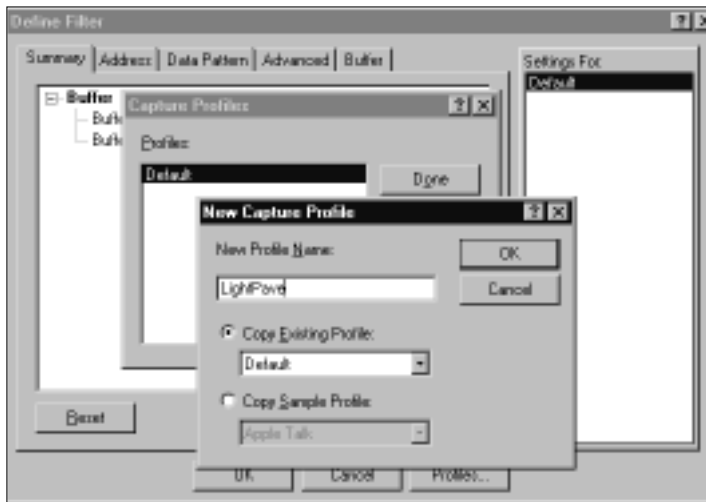 Define Filter
Summary Address Data Pattern Advanced Buffer
Settings For:
Default
Buffer
Capture Profiles
Profiles:
Default
Done
New Capture Profile
New Profile Name:
OK
LightPave
Cancel
Copy Existing Profile:
Default
Copy Sample Profile:
Apple Talk
Reset
OK Cancel Profiles...